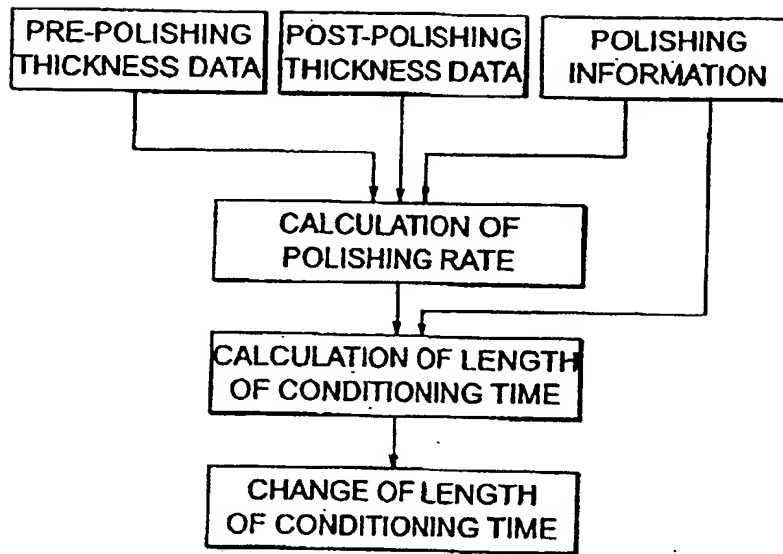 PRE-POLISHING
THICKNESS DATA
POST-POLISHING
THICKNESS DATA
POLISHING
INFORMATION
CALCULATION OF
POLISHING RATE
CALCULATION OF LENGTH
OF CONDITIONING TIME
CHANGE OF LENGTH
OF CONDITIONING TIME